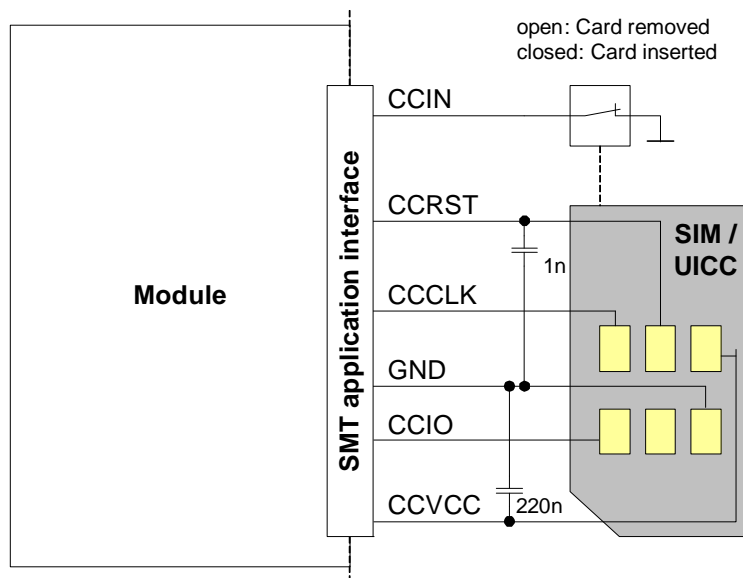 open: Card removed
closed: Card inserted
CCIN
CCRST
SIM /
UICC
1n
Module
SMT application interface
CCCLK
GND
CCIO
220n
CCVCC